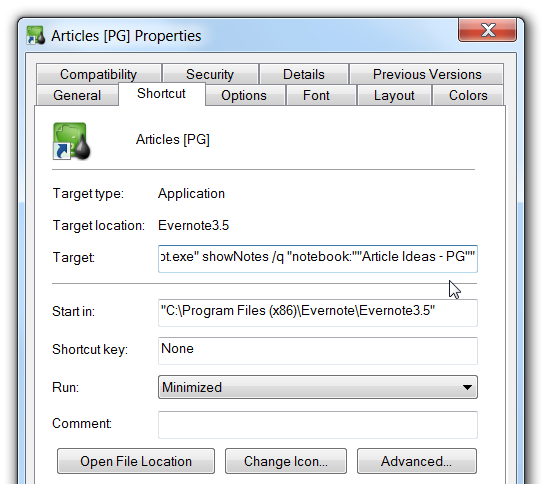 Articles [PG] Properties
Compatibility Security Details Previous Versions
General Shortcut Options Font Layout Colors
Articles [PG]
Target type: Application
Target location: Evernote3.5
Target: pt.exe" showNotes /q "notebook:""Article Ideas - PG""
Start in: "C:\Program Files (x86)\Evernote\Evernote3.5"
Shortcut key: None
Run: Minimized
Comment:
Open File Location Change Icon... Advanced...